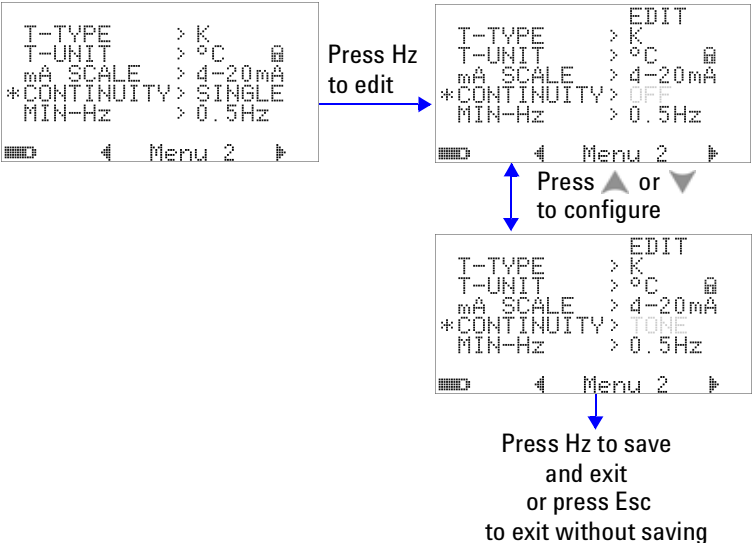 T-TYPE > K
T-UNIT > °C
mA SCALE > 4-20mA
*CONTINUITY> SINGLE
MIN-Hz > 0.5Hz
Menu 2
Press Hz
to edit
EDIT
T-TYPE > K
T-UNIT > °C
mA SCALE > 4-20mA
*CONTINUITY> OFF
MIN-Hz > 0.5Hz
Menu 2
Press or
to configure
EDIT
T-TYPE > K
T-UNIT > °C
mA SCALE > 4-20mA
*CONTINUITY> TONE
MIN-Hz > 0.5Hz
Menu 2
Press Hz to save
and exit
or press Esc
to exit without saving